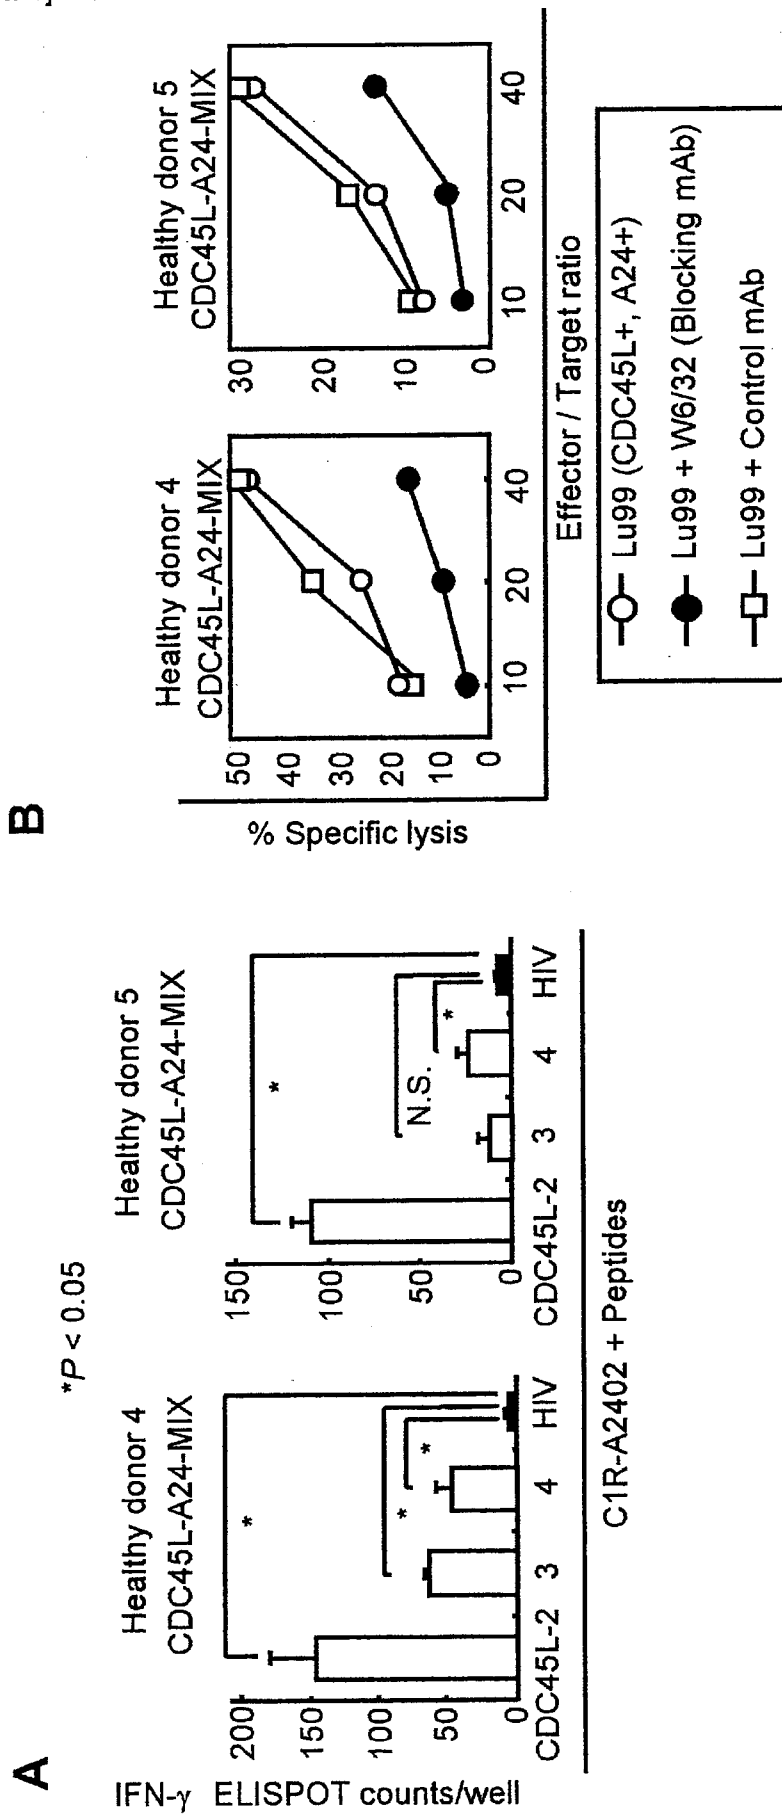 A
*P < 0.05
Healthy donor 4
CDC45L-A24-MIX
Healthy donor 5
CDC45L-A24-MIX
IFN-γ ELISPOT counts/well
200
150
100
50
0
*
*
*
CDC45L-2 3 4 HIV
150
100
50
0
*
N.S.
*
CDC45L-2 3 4 HIV
C1R-A2402 + Peptides
B
Healthy donor 4
CDC45L-A24-MIX
Healthy donor 5
CDC45L-A24-MIX
% Specific lysis
50
40
30
20
10
0
10 20 40
30
20
10
0
10 20 40
Effector / Target ratio
Lu99 (CDC45L+, A24+)
Lu99 + W6/32 (Blocking mAb)
Lu99 + Control mAb